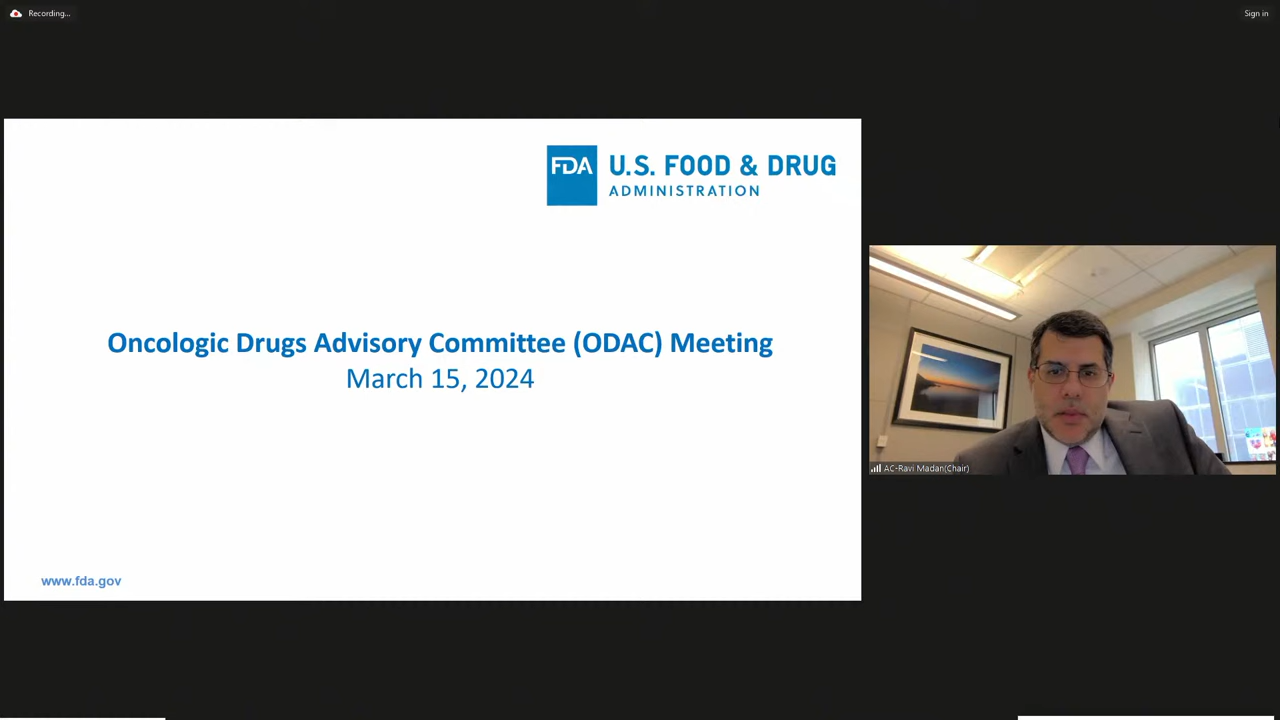 Recording...
Sign in
FDA
U.S. FOOD & DRUG
ADMINISTRATION
Oncologic Drugs Advisory Committee (ODAC) Meeting
March 15, 2024
www.fda.gov
AC-Ravi Madan(Chair)